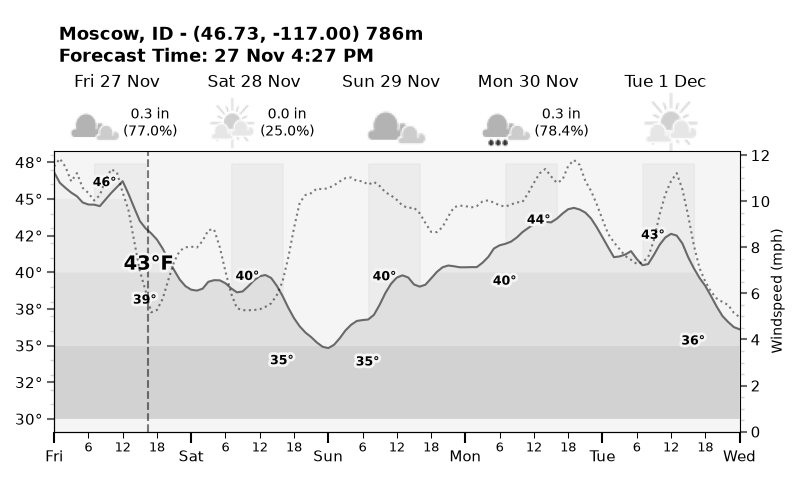 Moscow, ID - (46.73, -117.00) 786m
Forecast Time: 27 Nov 4:27 PM
Fri 27 Nov Sat 28 Nov Sun 29 Nov Mon 30 Nov Tue 1 Dec
0.3 in 0.0 in 0.3 in
(77.0%) (25.0%) (78.4%)
48° 12
46°
45° 10
44°
43°
42° 8
43°F
40° 40° 40° 40°
39° 6
38°
4
35° 36°
35° 35°
32° 2
30° 0
Windspeed (mph)
6 12 18 6 12 18 6 12 18 6 12 18 6 12 18
Fri Sat Sun Mon Tue Wed